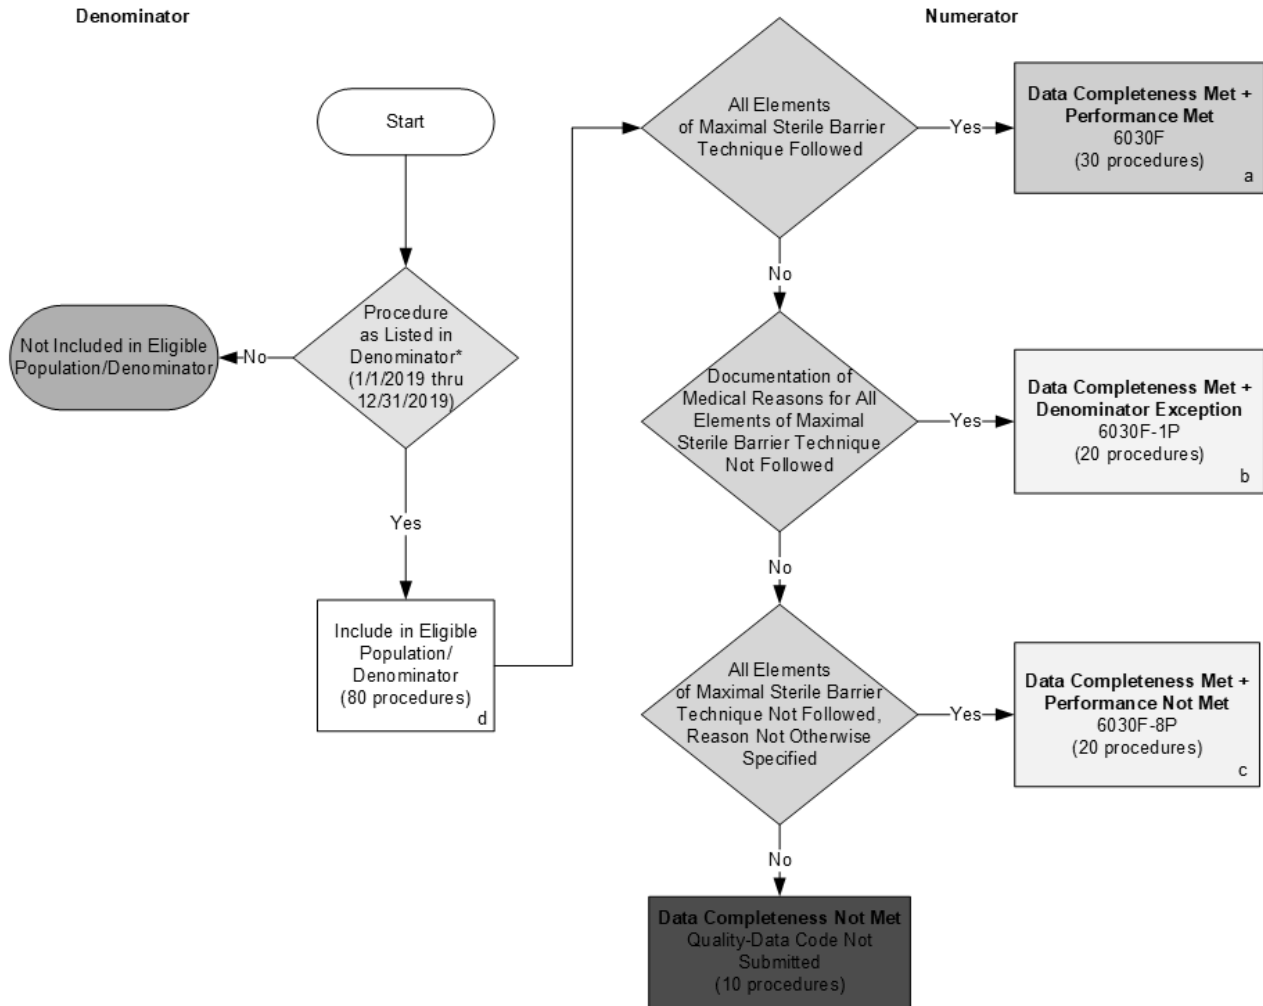 Denominator
Numerator
Start
Procedure
as Listed in
Denominator*
(1/1/2019 thru
12/31/2019)
No
Not Included in Eligible
Population/Denominator
Yes
Include in Eligible
Population/
Denominator
(80 procedures)
d
All Elements
of Maximal Sterile Barrier
Technique Followed
Yes
Data Completeness Met +
Performance Met
6030F
(30 procedures)
a
No
Documentation of
Medical Reasons for All
Elements of Maximal
Sterile Barrier Technique
Not Followed
Yes
Data Completeness Met +
Denominator Exception
6030F-1P
(20 procedures)
b
No
All Elements
of Maximal Sterile Barrier
Technique Not Followed,
Reason Not Otherwise
Specified
Yes
Data Completeness Met +
Performance Not Met
6030F-8P
(20 procedures)
c
No
Data Completeness Not Met
Quality-Data Code Not
Submitted
(10 procedures)